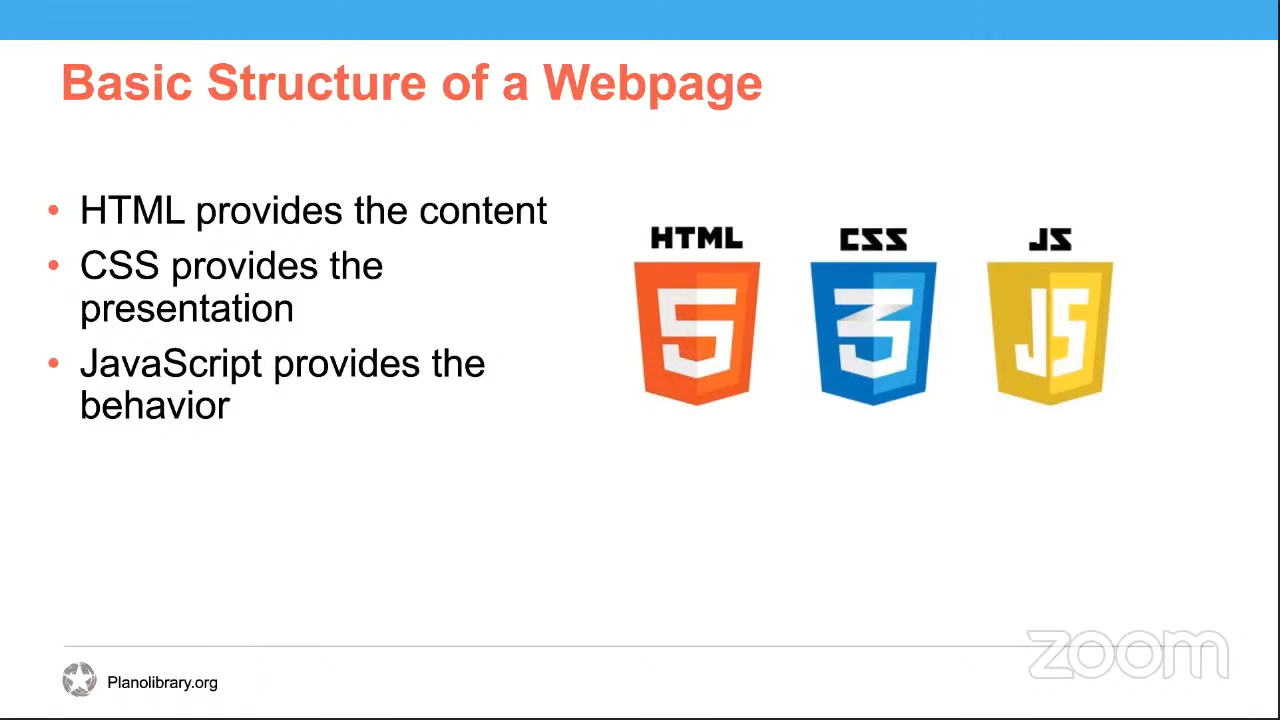 Basic Structure of a Webpage
• HTML provides the content
• CSS provides the
presentation
• JavaScript provides the
behavior
HTML CSS JS
5 3 JS
Planolibrary.org
zoom